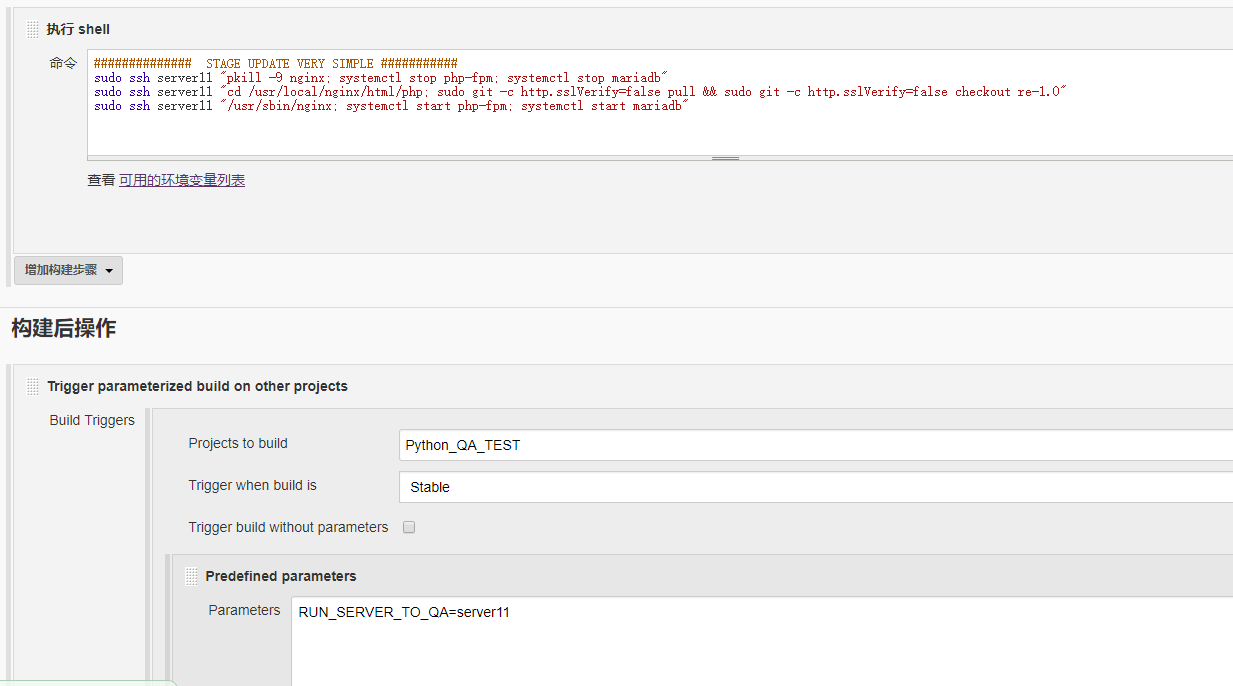 执行 shell
命令
############## STAGE UPDATE VERY SIMPLE ###########
sudo ssh server11 "pkill -9 nginx; systemctl stop php-fpm; systemctl stop mariadb"
sudo ssh server11 "cd /usr/local/nginx/html/php; sudo git -c http.sslVerify=false pull && sudo git -c http.sslVerify=false checkout re-1.0"
sudo ssh server11 "/usr/sbin/nginx; systemctl start php-fpm; systemctl start mariadb"
查看 可用的环境变量列表
增加构建步骤
构建后操作
Trigger parameterized build on other projects
Build Triggers
Projects to build
Python_QA_TEST
Trigger when build is
Stable
Trigger build without parameters
Predefined parameters
Parameters
RUN_SERVER_TO_QA=server11